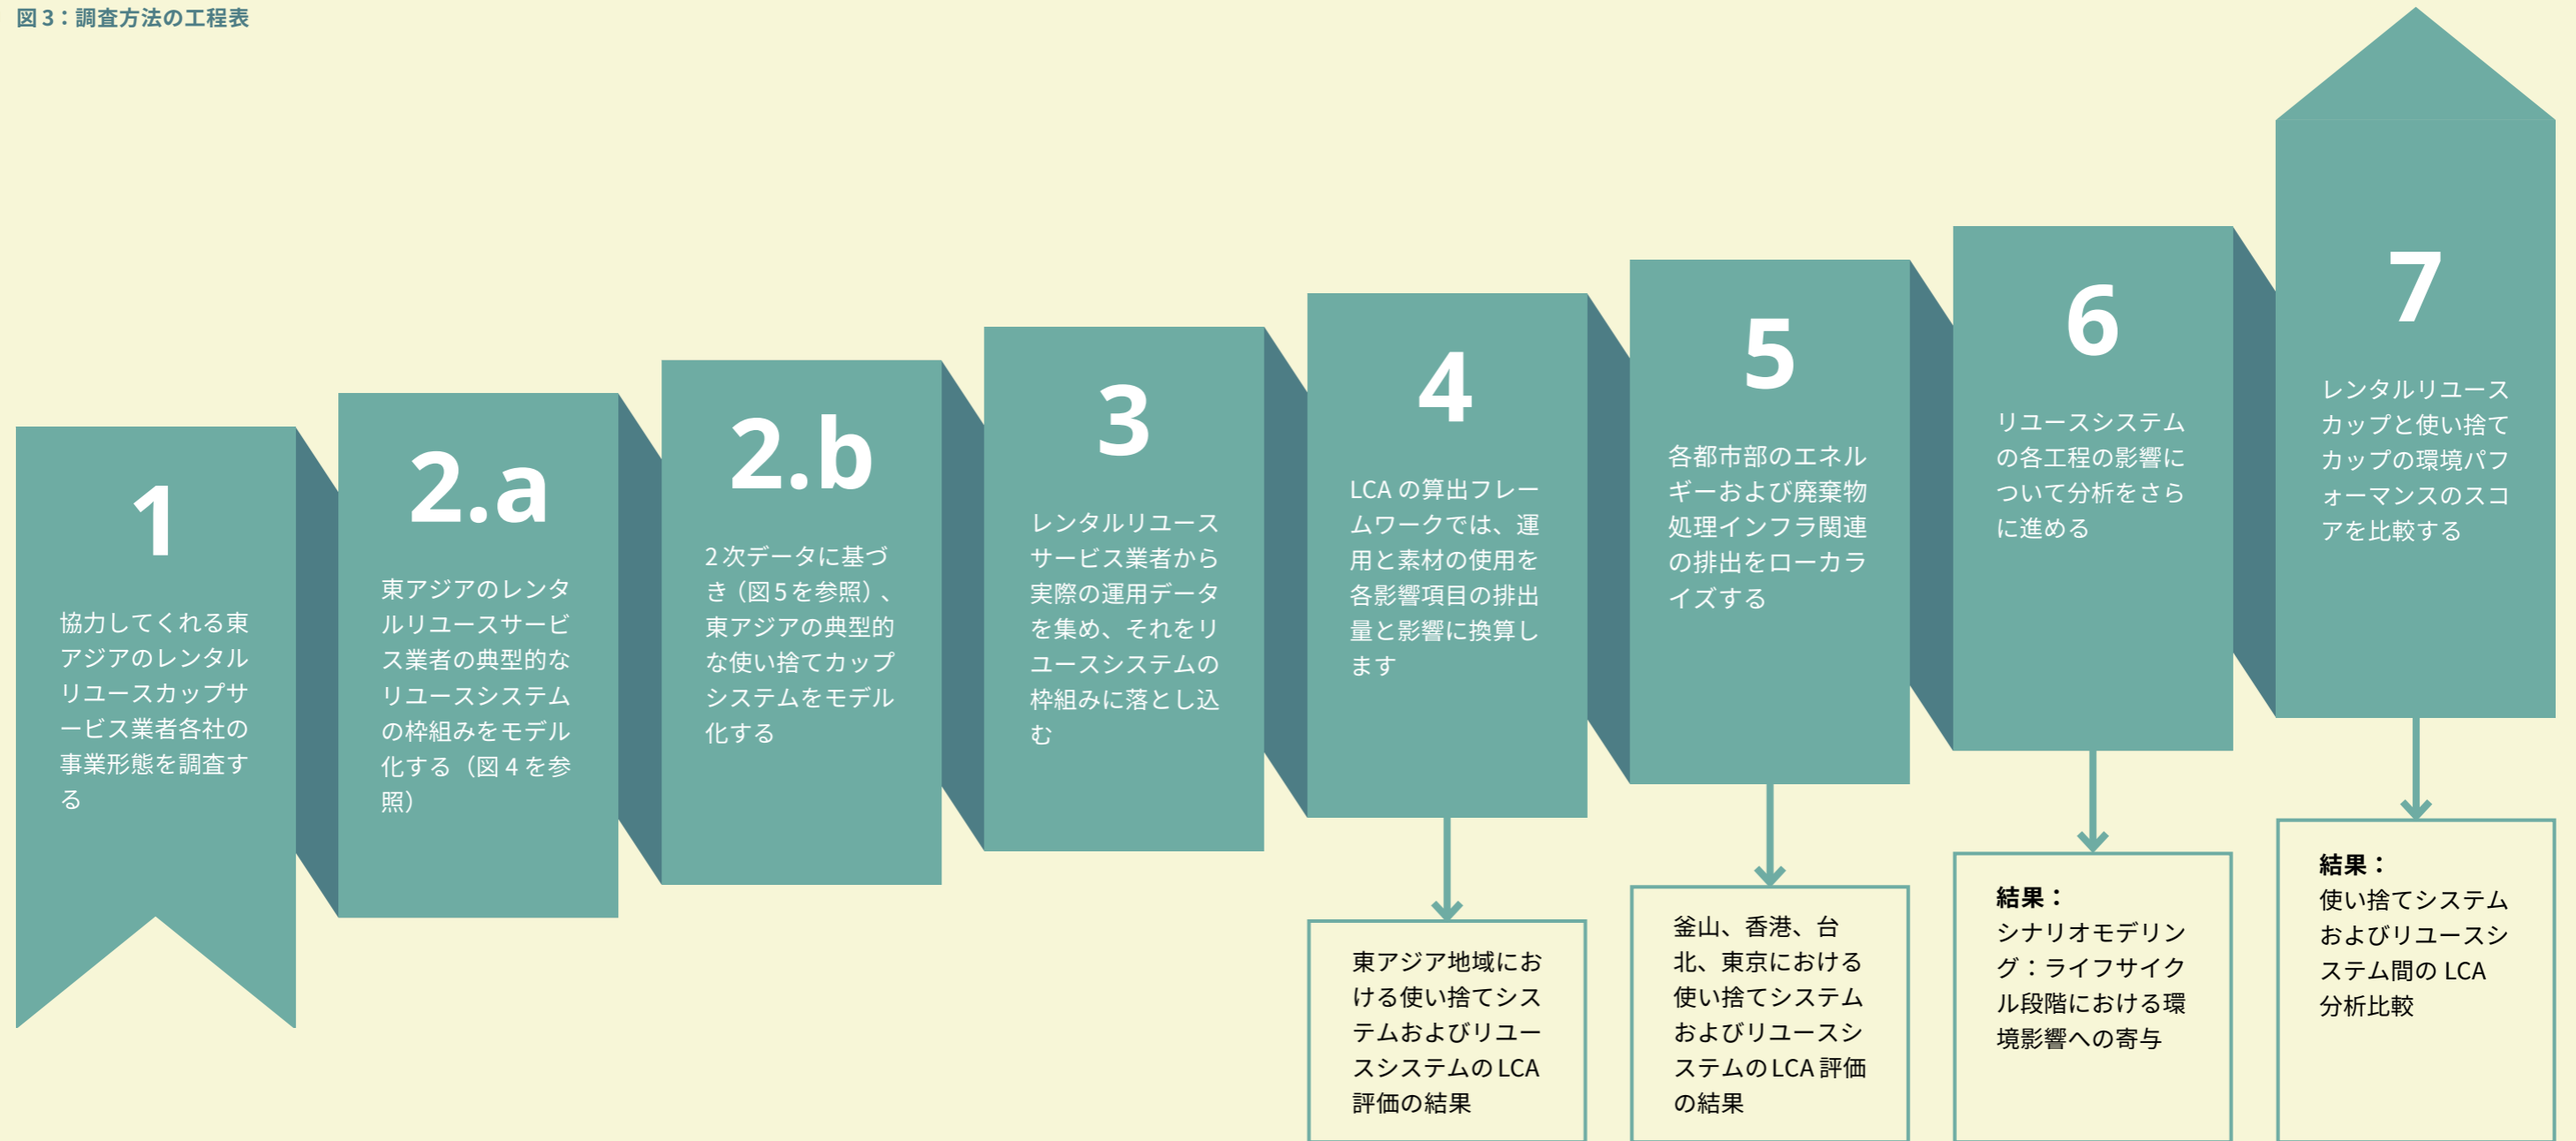 図3：調査方法の工程表
1
協力してくれる東
アジアのレンタル
リユースカップサ
ービス業者各社の
事業形態を調査す
る
2.a
東アジアのレンタ
ルリユースサービ
ス業者の典型的な
リユースシステム
の枠組みをモデル
化する（図4を参
照）
2.b
2次データに基づ
き（図5を参照）、
東アジアの典型的
な使い捨てカップ
システムをモデル
化する
3
レンタルリユース
サービス業者から
実際の運用データ
を集め、それをリ
ユースシステムの
枠組みに落とし込
む
4
LCA の算出フレー
ムワークでは、運
用と素材の使用を
各影響項目の排出
量と影響に換算し
ます
5
各都市部のエネル
ギーおよび廃棄物
処理インフラ関連
の排出をローカラ
イズする
6
リユースシステム
の各工程の影響に
ついて分析をさら
に進める
7
レンタルリユース
カップと使い捨て
カップの環境パフ
ォーマンスのスコ
アを比較する
東アジア地域にお
ける使い捨てシス
テムおよびリユー
スシステムのLCA
評価の結果
釜山、香港、台
北、東京における
使い捨てシステム
およびリユースシ
ステムのLCA 評価
の結果
結果：
シナリオモデリン
グ：ライフサイク
ル段階における環
境影響への寄与
結果：
使い捨てシステム
およびリユースシ
ステム間の LCA
分析比較